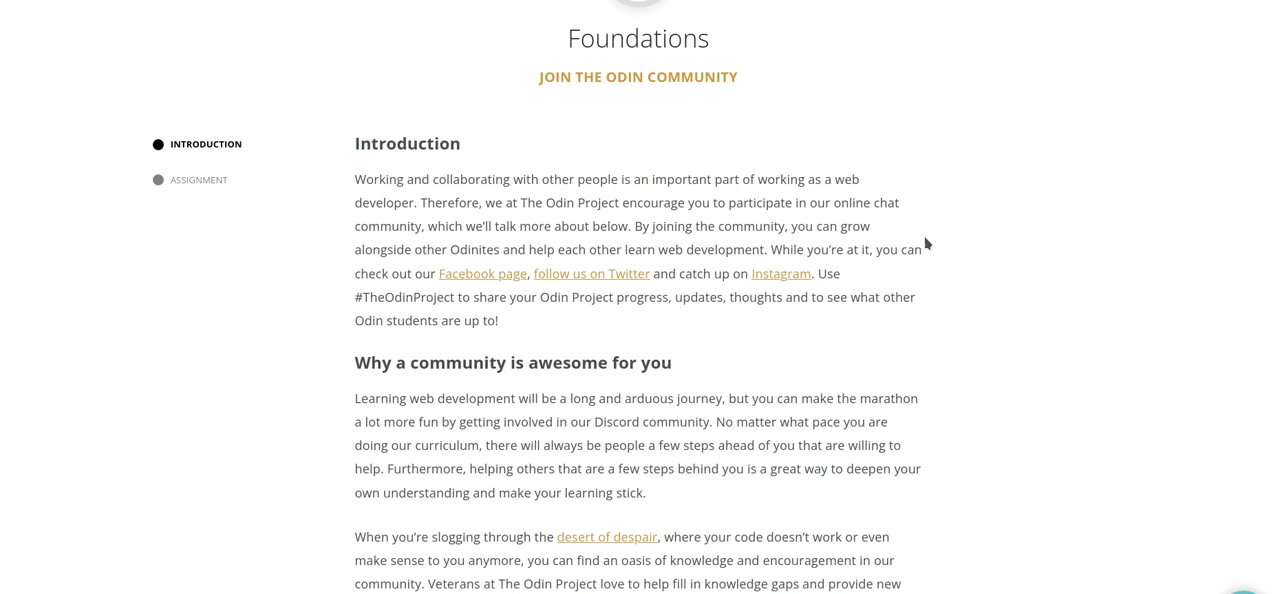 Foundations
JOIN THE ODIN COMMUNITY
INTRODUCTION
ASSIGNMENT
Introduction
Working and collaborating with other people is an important part of working as a web
developer. Therefore, we at The Odin Project encourage you to participate in our online chat
community, which we’ll talk more about below. By joining the community, you can grow
alongside other Odinites and help each other learn web development. While you’re at it, you can
check out our Facebook page, follow us on Twitter and catch up on Instagram. Use
#TheOdinProject to share your Odin Project progress, updates, thoughts and to see what other
Odin students are up to!
Why a community is awesome for you
Learning web development will be a long and arduous journey, but you can make the marathon
a lot more fun by getting involved in our Discord community. No matter what pace you are
doing our curriculum, there will always be people a few steps ahead of you that are willing to
help. Furthermore, helping others that are a few steps behind you is a great way to deepen your
own understanding and make your learning stick.
When you’re slogging through the desert of despair, where your code doesn’t work or even
make sense to you anymore, you can find an oasis of knowledge and encouragement in our
community. Veterans at The Odin Project love to help fill in knowledge gaps and provide new